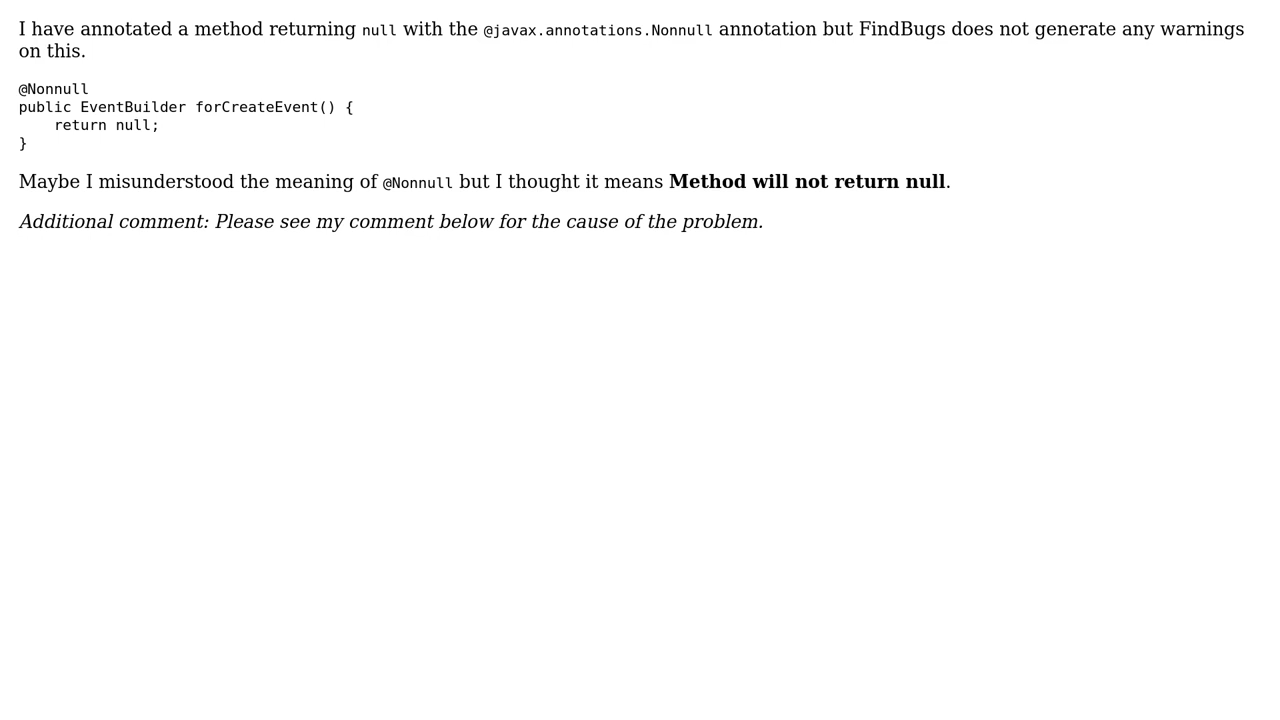 I have annotated a method returning null with the @javax.annotations.Nonnull annotation but FindBugs does not generate any warnings
on this.
@Nonnull
public EventBuilder forCreateEvent() {
    return null;
}
Maybe I misunderstood the meaning of @Nonnull but I thought it means Method will not return null.
Additional comment: Please see my comment below for the cause of the problem.